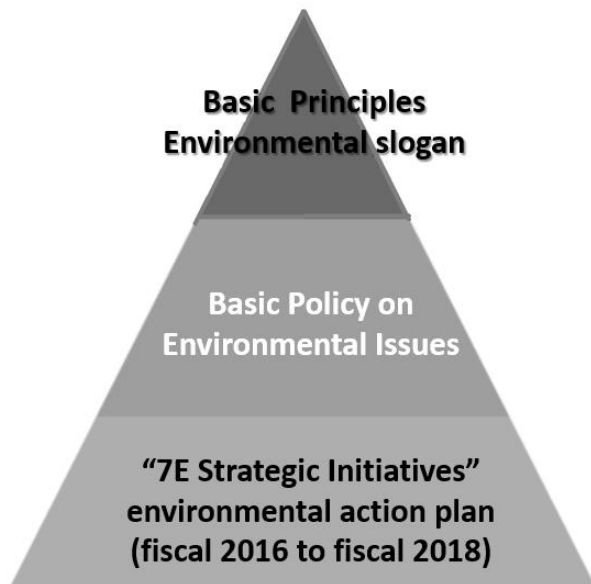 Basic Principles
Environmental slogan
Basic Policy on
Environmental Issues
“7E Strategic Initiatives”
environmental action plan
(fiscal 2016 to fiscal 2018)